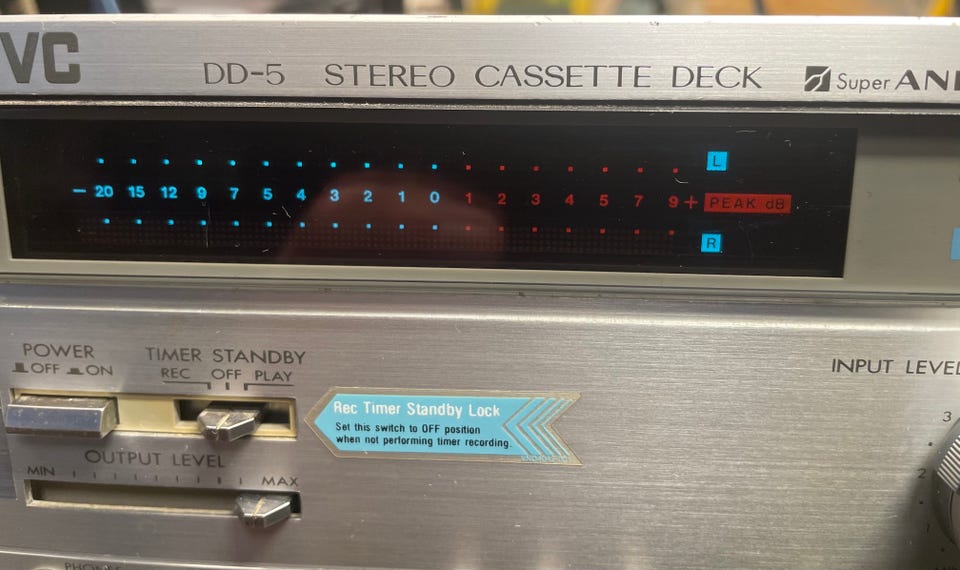 VC
DD-5 STEREO CASSETTE DECK
Super ANR
L
− 20 15 12 9 7 5 4 3 2 1 0 1 2 3 4 5 7 9 + PEAK dB
R
POWER
OFF ON
TIMER STANDBY
REC OFF PLAY
Rec Timer Standby Lock
Set this switch to OFF position
when not performing timer recording.
OUTPUT LEVEL
MIN MAX
INPUT LEVEL
3
2
1